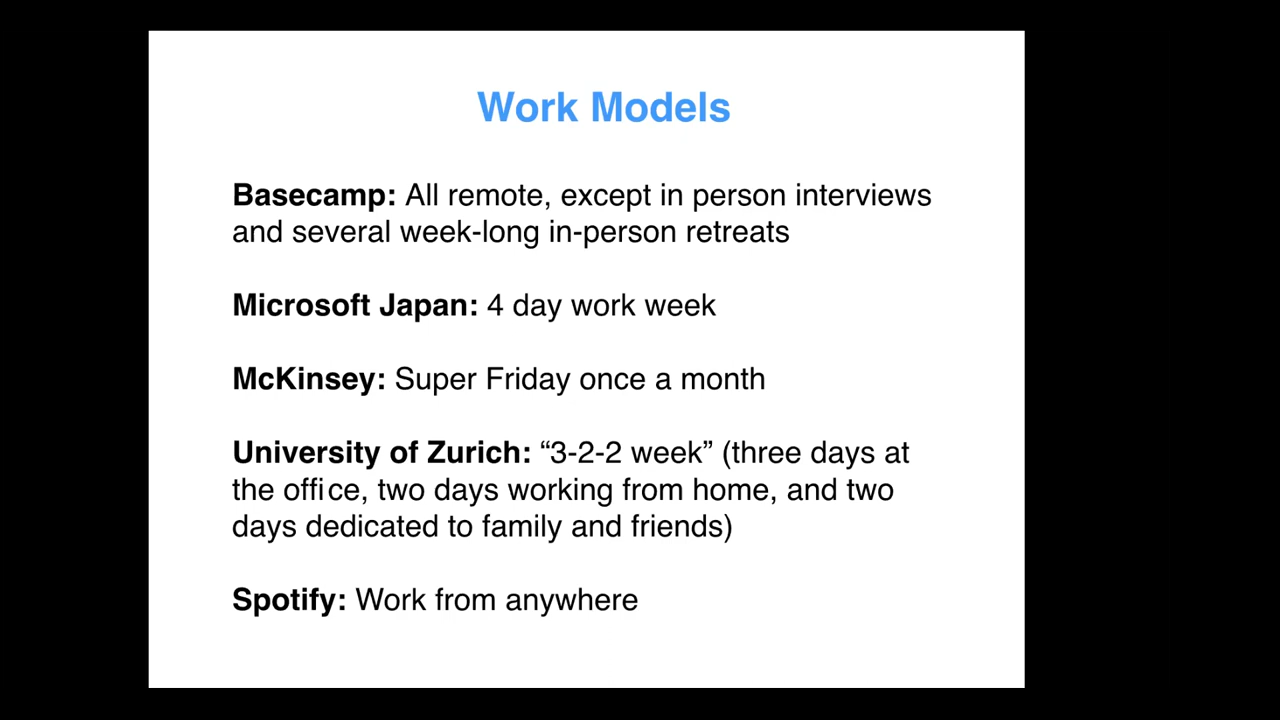 Work Models
Basecamp: All remote, except in person interviews
and several week-long in-person retreats
Microsoft Japan: 4 day work week
McKinsey: Super Friday once a month
University of Zurich: “3-2-2 week” (three days at
the office, two days working from home, and two
days dedicated to family and friends)
Spotify: Work from anywhere